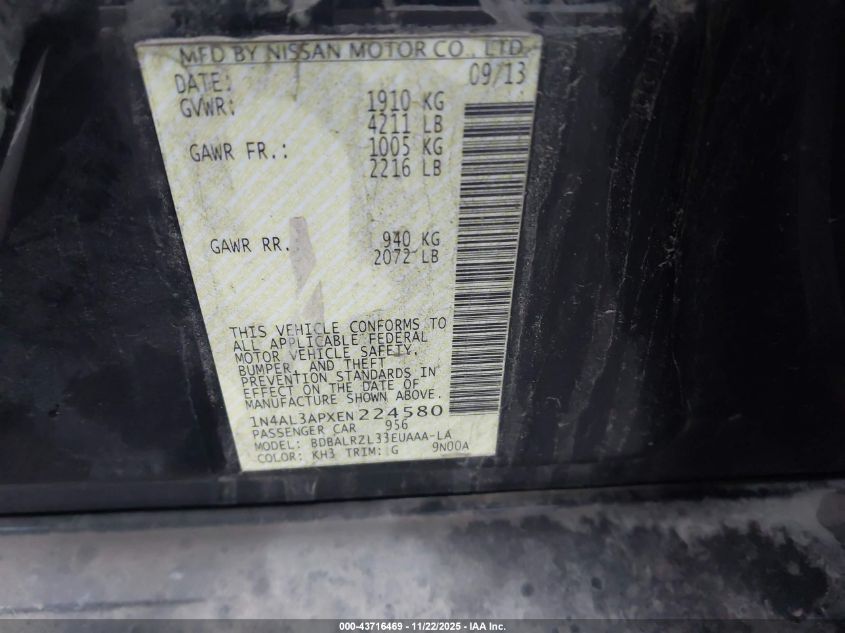 MFD BY NISSAN MOTOR CO., LTD.
DATE: 09/13
GVWR: 1910 KG
4211 LB
GAWR FR.: 1005 KG
2216 LB
GAWR RR.: 940 KG
2072 LB
THIS VEHICLE CONFORMS TO
ALL APPLICABLE FEDERAL
MOTOR VEHICLE SAFETY,
BUMPER, AND THEFT
PREVENTION STANDARDS IN
EFFECT ON THE DATE OF
MANUFACTURE SHOWN ABOVE.
1N4AL3APXEN 224580
PASSENGER CAR 956
MODEL: BDBALRZL33EUAAA-LA
COLOR: KH3 TRIM: G 9N00A
000-43716469 - 11/22/2025 - IAA Inc.